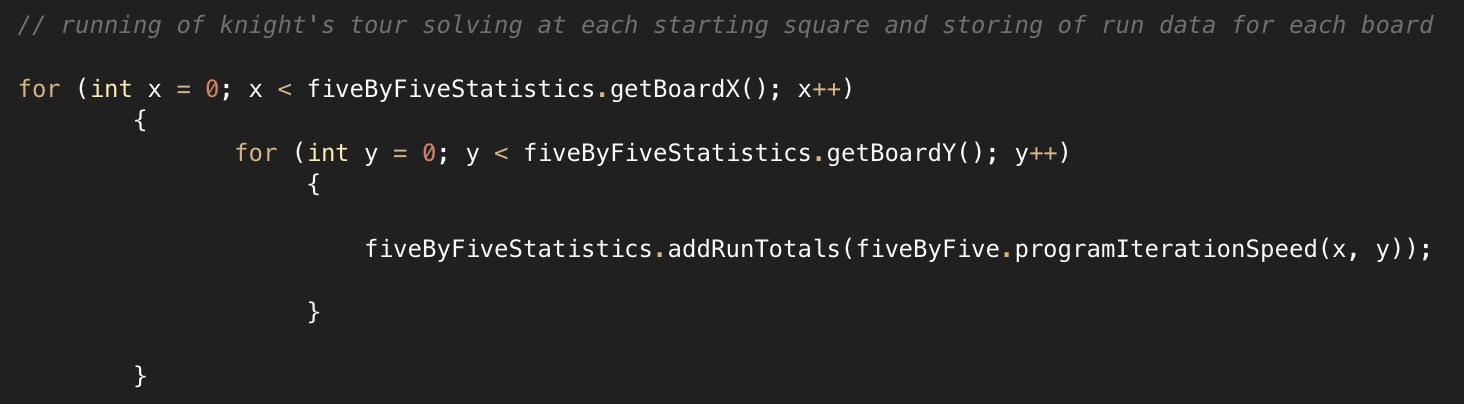 // running of knight's tour solving at each starting square and storing of run data for each board
for (int x = 0; x < fiveByFiveStatistics.getBoardX(); x++)
{
for (int y = 0; y < fiveByFiveStatistics.getBoardY(); y++)
{
fiveByFiveStatistics.addRunTotals(fiveByFive.programIterationSpeed(x, y));
}
}